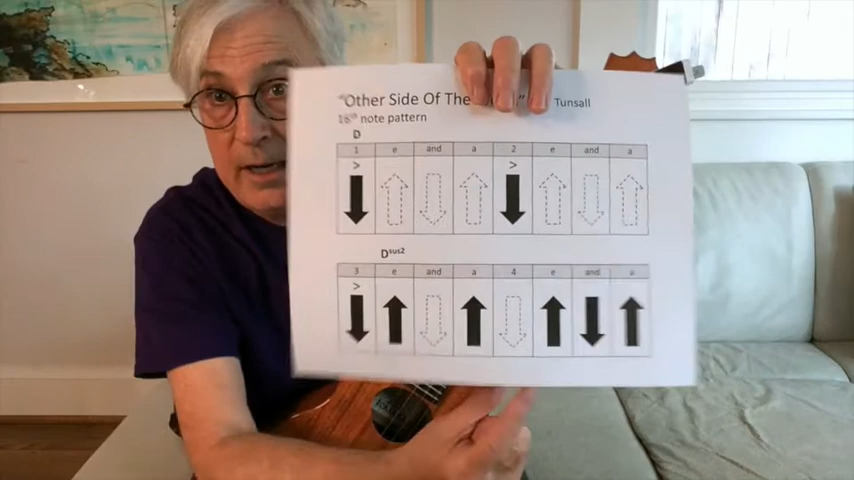 "Other Side Of The " Tunsall
16th note pattern
D
1 e and a 2 e and a
> >
Dsus2
3 e and a 4 e and a
>